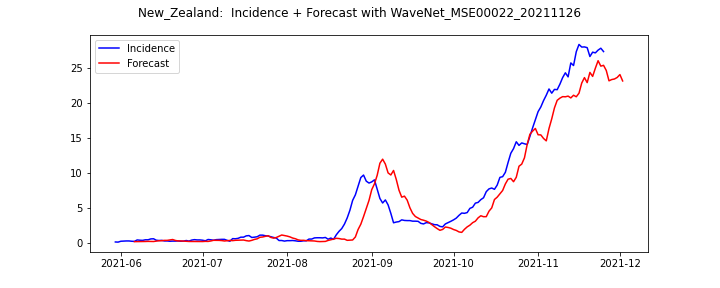 New_Zealand:  Incidence + Forecast with WaveNet_MSE00022_20211126
Incidence
Forecast
25
20
15
10
5
0
2021-06 2021-07 2021-08 2021-09 2021-10 2021-11 2021-12